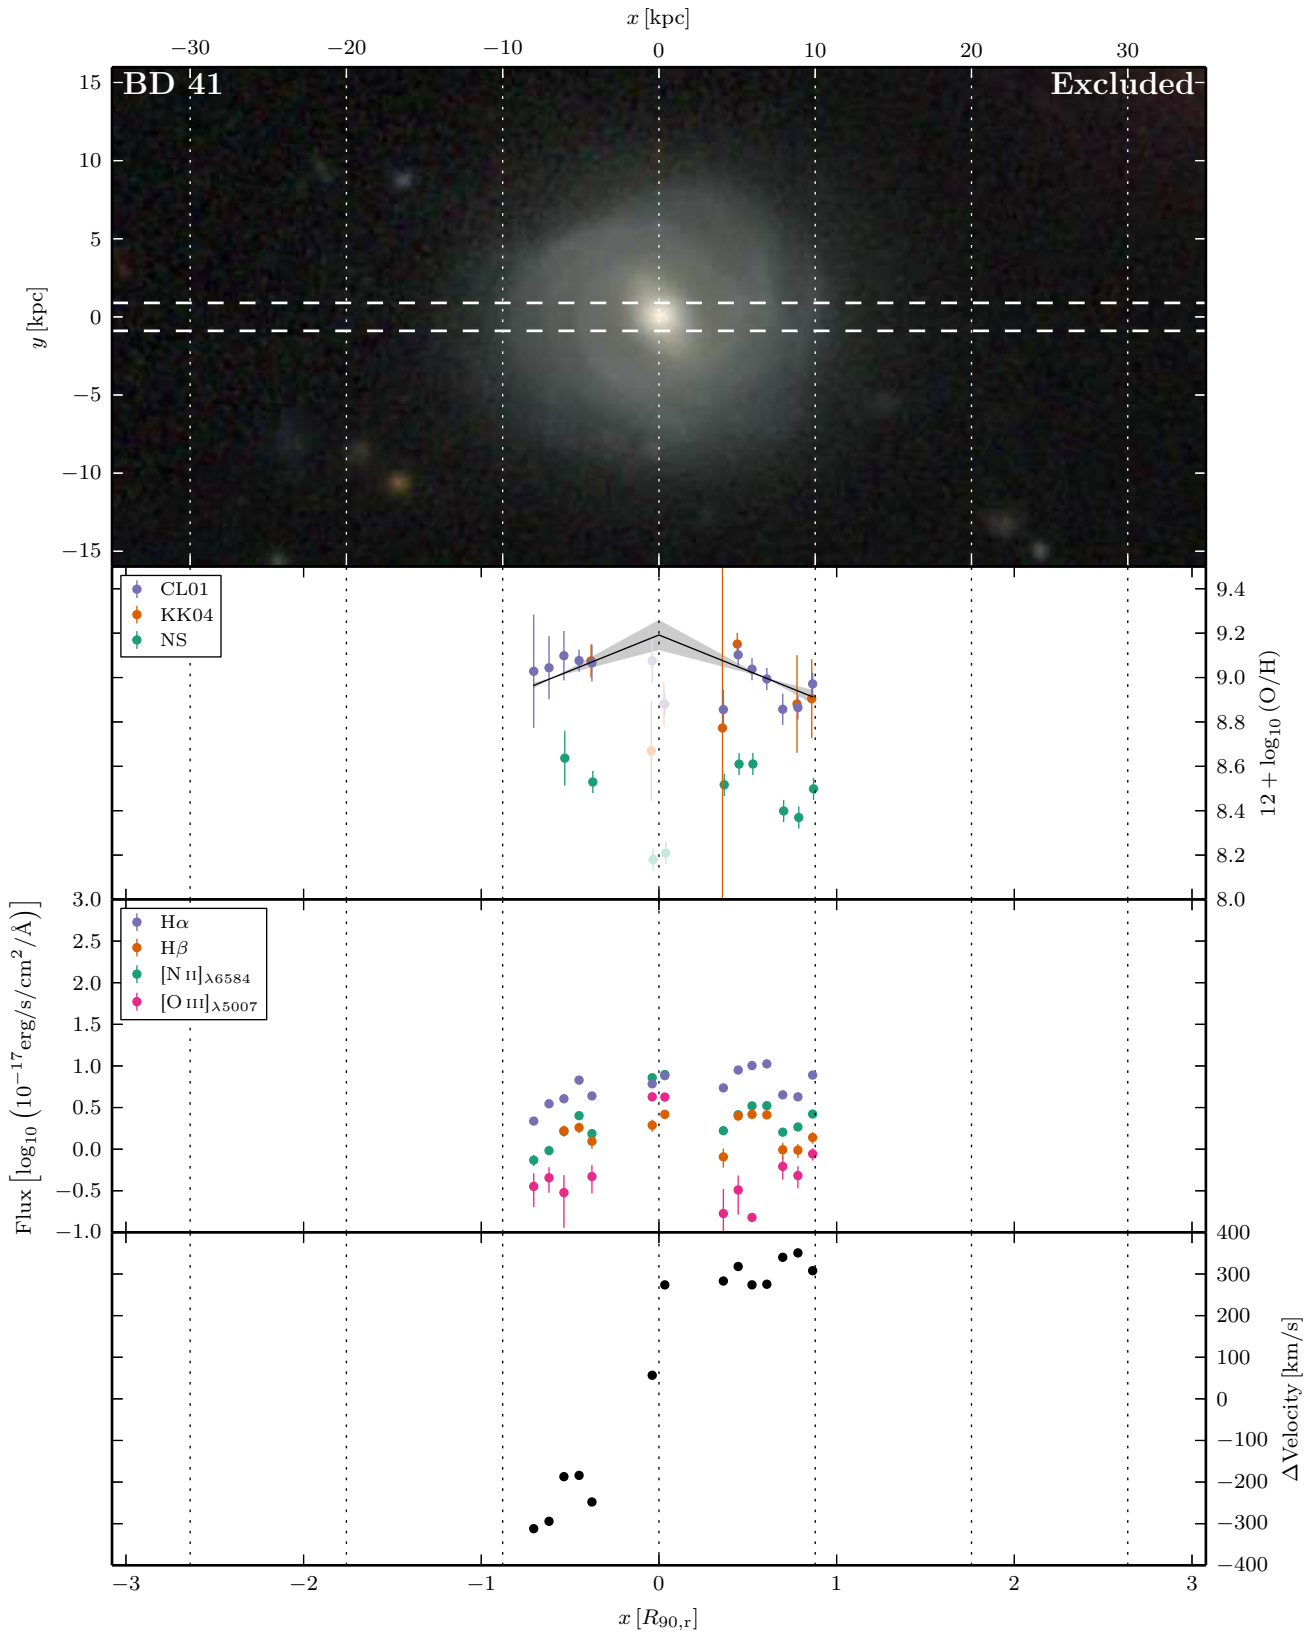 x [kpc]
−30 −20 −10 0 10 20 30
BD 41 Excluded
y [kpc]
15
10
5
0
−5
−10
−15
CL01
KK04
NS
12 + log₁₀ (O/H)
9.4
9.2
9.0
8.8
8.6
8.4
8.2
8.0
Flux [log₁₀ (10⁻¹⁷erg/s/cm²/Å)]
3.0
2.5
2.0
1.5
1.0
0.5
0.0
−0.5
−1.0
Hα
Hβ
[N II]λ6584
[O III]λ5007
ΔVelocity [km/s]
400
300
200
100
0
−100
−200
−300
−400
−3 −2 −1 0 1 2 3
x [R₉₀,ᵣ]